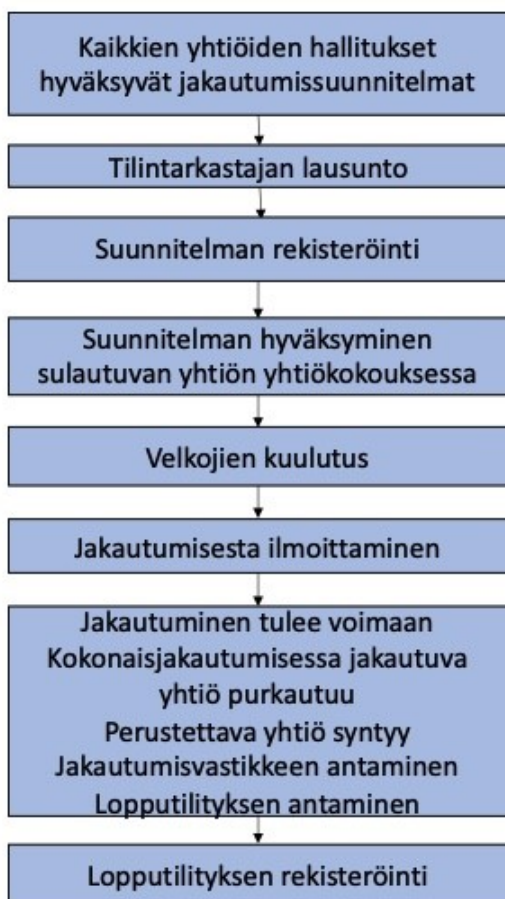 Kaikkien yhtiöiden hallitukset
hyväksyvät jakautumissuunnitelmat
Tilintarkastajan lausunto
Suunnitelman rekisteröinti
Suunnitelman hyväksyminen
sulautuvan yhtiön yhtiökokouksessa
Velkojien kuulutus
Jakautumisesta ilmoittaminen
Jakautuminen tulee voimaan
Kokonaisjakautumisessa jakautuva
yhtiö purkautuu
Perustettava yhtiö syntyy
Jakautumisvastikkeen antaminen
Lopputilityksen antaminen
Lopputilityksen rekisteröinti